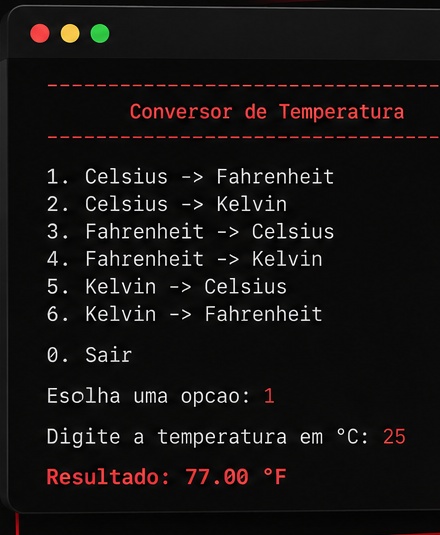 -----------------------------------
Conversor de Temperatura
-----------------------------------
1. Celsius -> Fahrenheit
2. Celsius -> Kelvin
3. Fahrenheit -> Celsius
4. Fahrenheit -> Kelvin
5. Kelvin -> Celsius
6. Kelvin -> Fahrenheit
0. Sair
Escolha uma opcao: 1
Digite a temperatura em °C: 25
Resultado: 77.00 °F